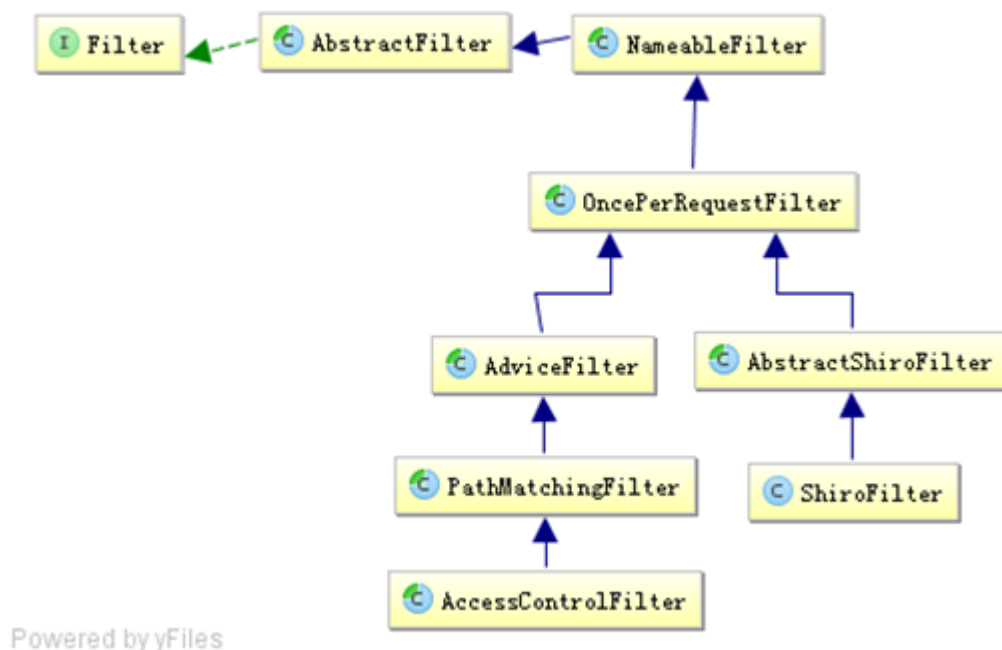 I Filter
C AbstractFilter
C NameableFilter
C OncePerRequestFilter
C AdviceFilter
C AbstractShiroFilter
C PathMatchingFilter
C ShiroFilter
C AccessControlFilter
Powered by yFiles